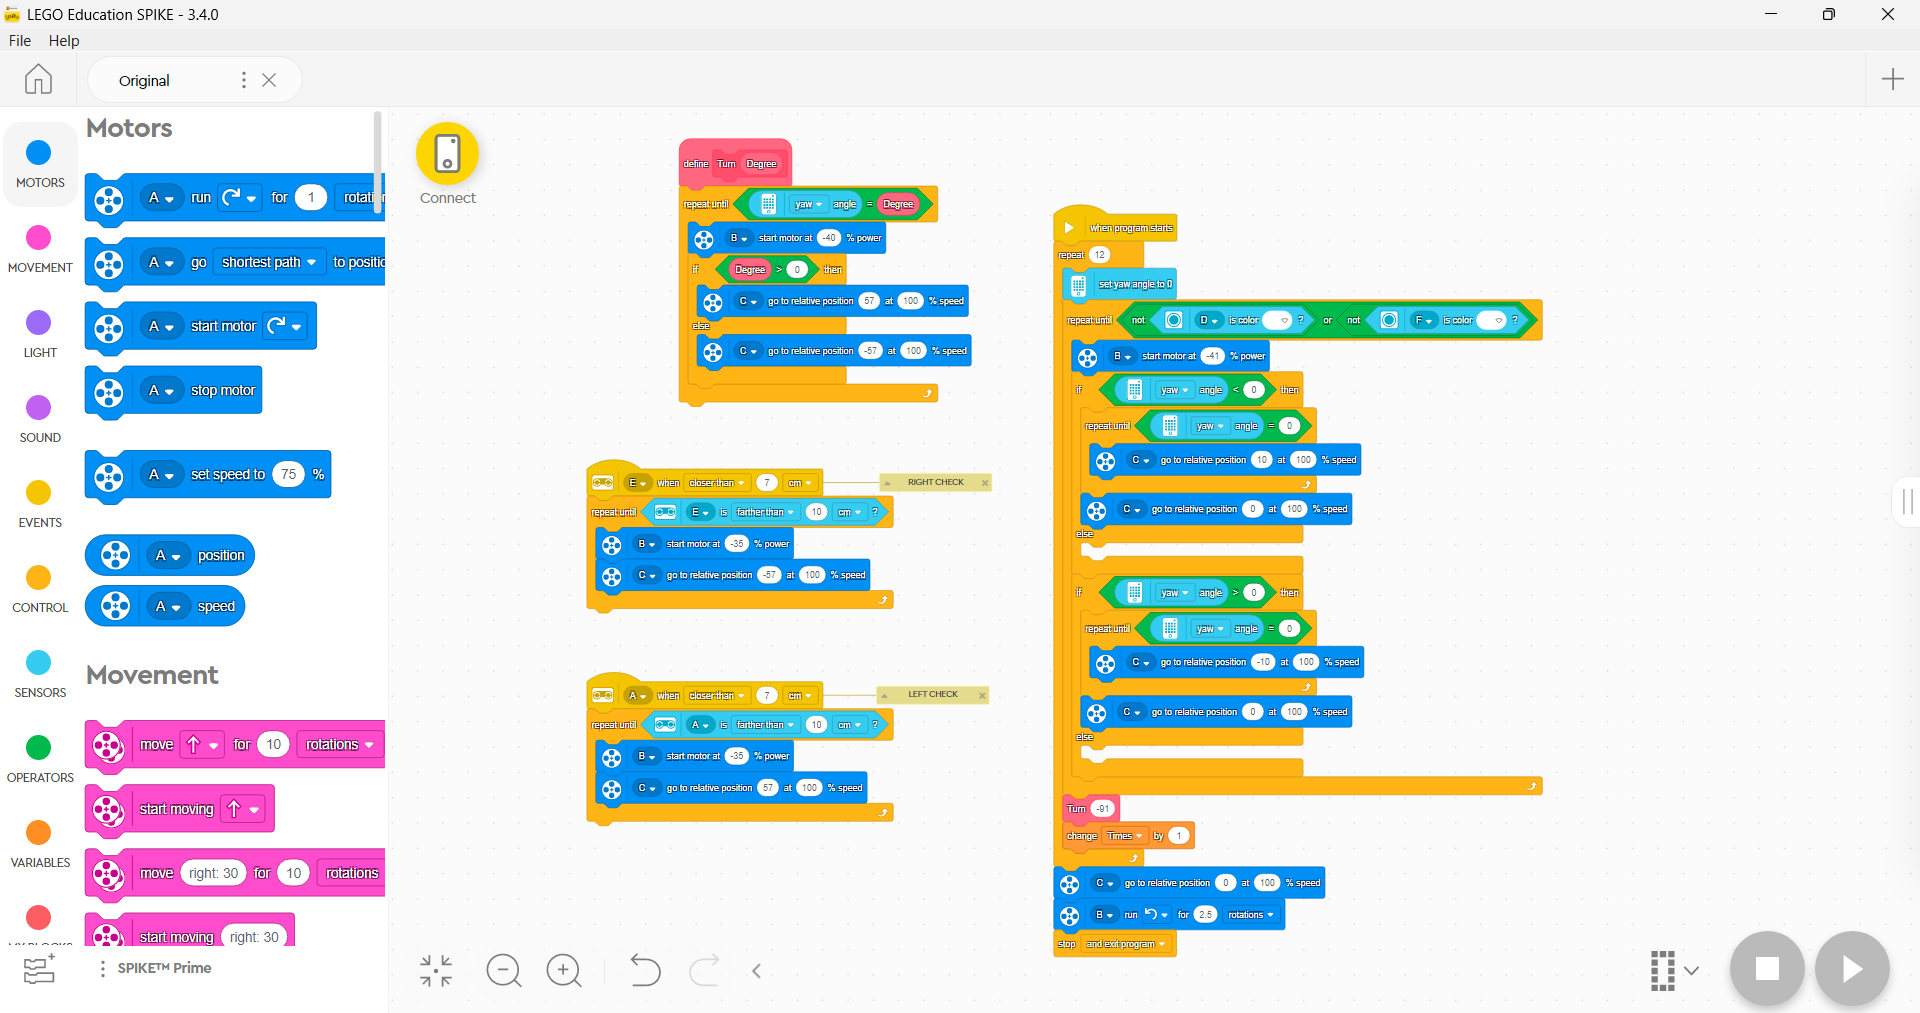 LEGO Education SPIKE - 3.4.0
File Help
Original
Connect
MOTORS
MOVEMENT
LIGHT
SOUND
EVENTS
CONTROL
SENSORS
OPERATORS
VARIABLES
MY BLOCKS
Motors
A run for 1 rotations
A go shortest path to position
A start motor
A stop motor
A set speed to 75 %
A position
A speed
Movement
move for 10 rotations
start moving
move right: 30 for 10 rotations
start moving right: 30
SPIKE™ Prime
define Turn Degree
repeat until yaw angle = Degree
B start motor at -40 % power
if Degree > 0 then
C go to relative position 57 at 100 % speed
else
C go to relative position -57 at 100 % speed
E when closer than 7 cm
RIGHT CHECK
repeat until E is farther than 10 cm ?
B start motor at -35 % power
C go to relative position -57 at 100 % speed
A when closer than 7 cm
LEFT CHECK
repeat until A is farther than 10 cm ?
B start motor at -35 % power
C go to relative position 57 at 100 % speed
when program starts
repeat 12
set yaw angle to 0
repeat until not D is color ? or not F is color ?
B start motor at -41 % power
if yaw angle < 0 then
repeat until yaw angle = 0
C go to relative position 10 at 100 % speed
C go to relative position 0 at 100 % speed
else
if yaw angle > 0 then
repeat until yaw angle = 0
C go to relative position -10 at 100 % speed
C go to relative position 0 at 100 % speed
else
Turn -91
change Times by 1
C go to relative position 0 at 100 % speed
B run for 2.5 rotations
stop and exit program